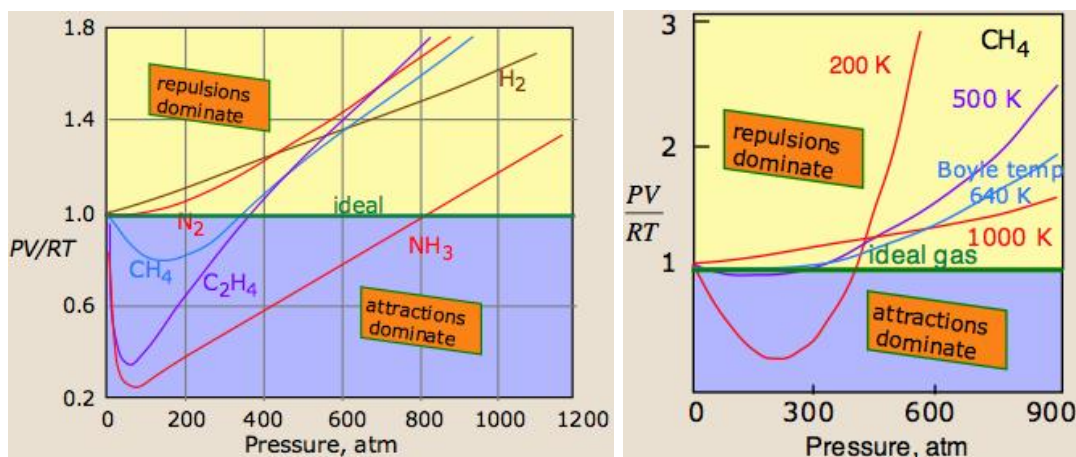 1.8
1.4
1.0
0.6
0.2
PV/RT
repulsions
dominate
H2
ideal
N2
CH4
C2H4
NH3
attractions
dominate
0
200
400
600
800
1000
1200
Pressure, atm
3
2
1
PV
RT
CH4
200 K
500 K
repulsions
dominate
Boyle temp
640 K
1000 K
ideal gas
attractions
dominate
0
300
600
900
Pressure, atm